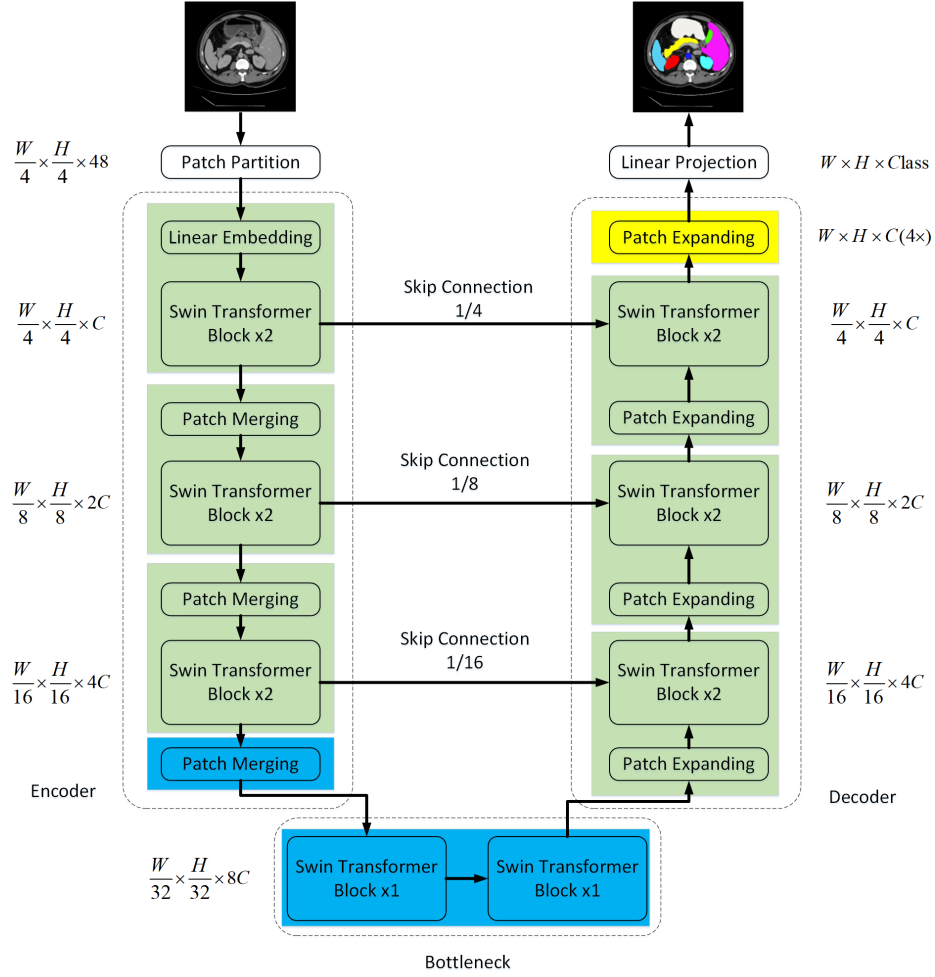 W/4 × H/4 × 48
Patch Partition
Linear Projection
W × H × Class
Linear Embedding
Patch Expanding
W × H × C(4×)
W/4 × H/4 × C
Swin Transformer
Block x2
Skip Connection
1/4
Swin Transformer
Block x2
W/4 × H/4 × C
Patch Merging
Patch Expanding
W/8 × H/8 × 2C
Swin Transformer
Block x2
Skip Connection
1/8
Swin Transformer
Block x2
W/8 × H/8 × 2C
Patch Merging
Patch Expanding
W/16 × H/16 × 4C
Swin Transformer
Block x2
Skip Connection
1/16
Swin Transformer
Block x2
W/16 × H/16 × 4C
Patch Merging
Patch Expanding
Encoder
Decoder
W/32 × H/32 × 8C
Swin Transformer
Block x1
Swin Transformer
Block x1
Bottleneck